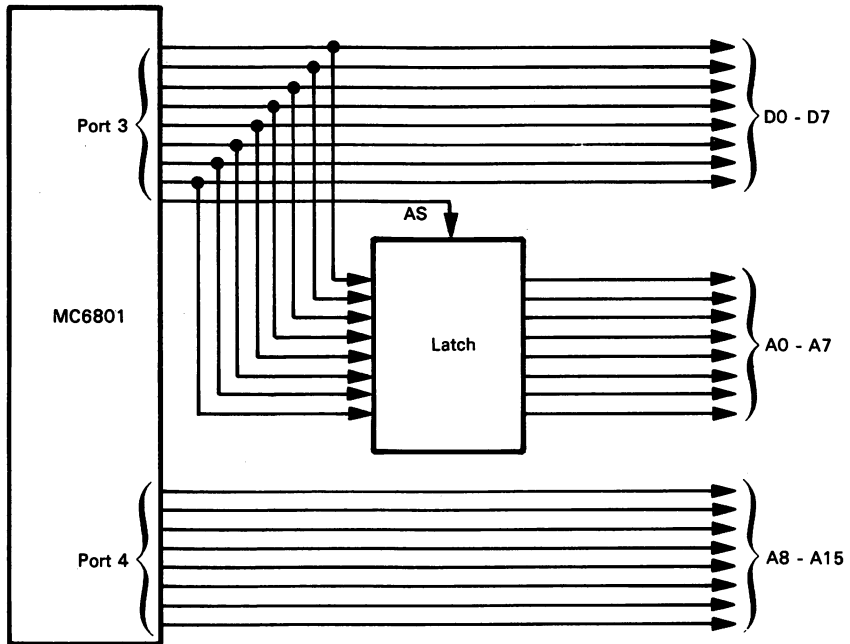 Port 3
D0 - D7
AS
MC6801
Latch
A0 - A7
Port 4
A8 - A15